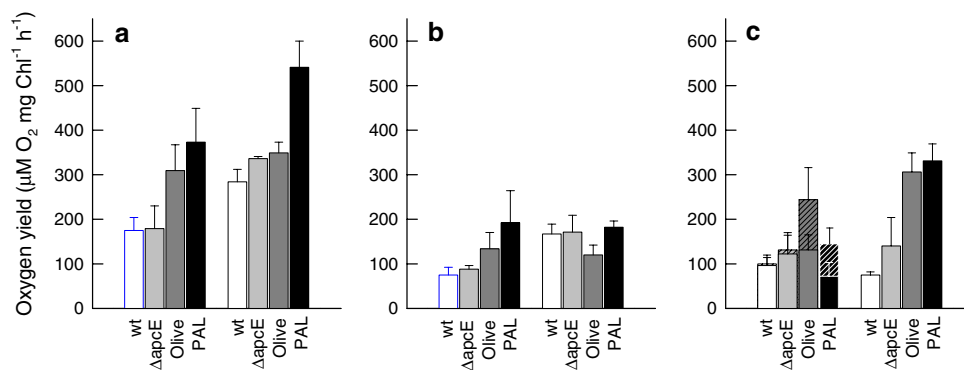 Oxygen yield (μM O₂ mg Chl⁻¹ h⁻¹)
a
600
500
400
300
200
100
0
wt
ΔapcE
Olive
PAL
wt
ΔapcE
Olive
PAL
b
600
500
400
300
200
100
0
wt
ΔapcE
Olive
PAL
wt
ΔapcE
Olive
PAL
c
600
500
400
300
200
100
0
wt
ΔapcE
Olive
PAL
wt
ΔapcE
Olive
PAL